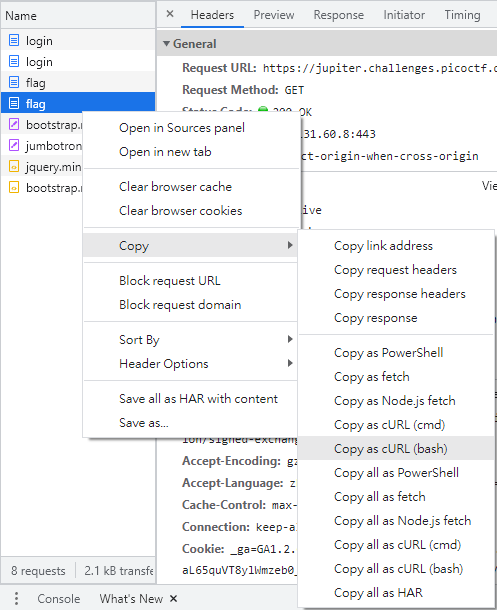 Name
Headers Preview Response Initiator Timing
login
login
flag
flag
bootstrap.
jumbotron
jquery.min
bootstrap.
General
Request URL: https://jupiter.challenges.picoctf.
Request Method: GET
Status Code: 200 OK
31.60.8:443
ct-origin-when-cross-origin
Vie
ive
Open in Sources panel
Open in new tab
Clear browser cache
Clear browser cookies
Copy
Block request URL
Block request domain
Sort By
Header Options
Save all as HAR with content
Save as...
Copy link address
Copy request headers
Copy response headers
Copy response
Copy as PowerShell
Copy as fetch
Copy as Node.js fetch
Copy as cURL (cmd)
Copy as cURL (bash)
Copy all as PowerShell
Copy all as fetch
Copy all as Node.js fetch
Copy all as cURL (cmd)
Copy all as cURL (bash)
Copy all as HAR
ion/signed-exchang
Accept-Encoding: gz
Accept-Language: z
Cache-Control: max-
Connection: keep-a
Cookie: _ga=GA1.2.
aL65quVT8ylWmzeb0_
8 requests 2.1 kB transfe
Console What's New